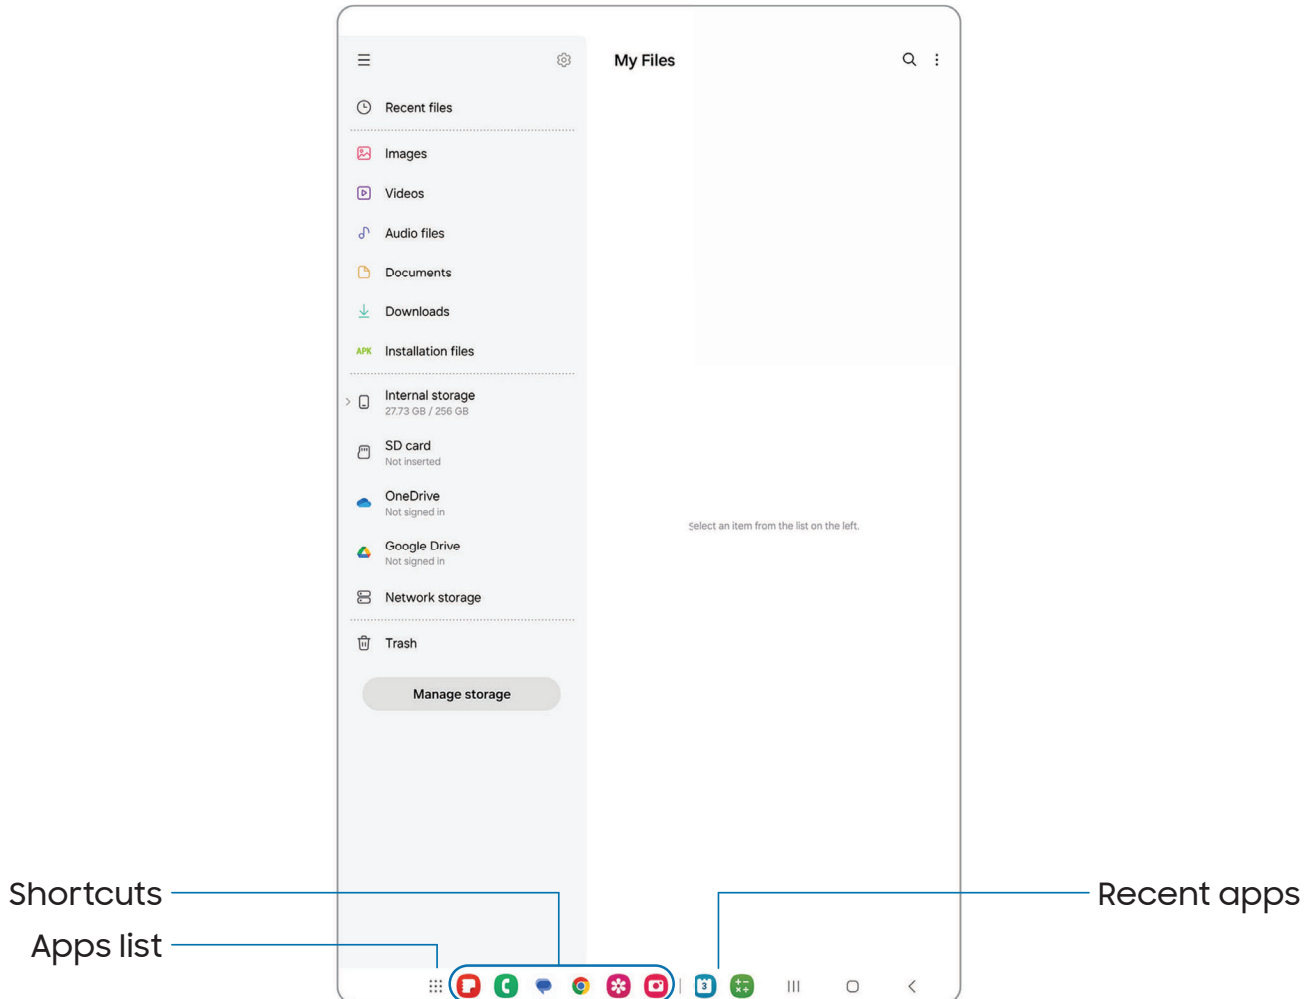 My Files
Recent files
Images
Videos
Audio files
Documents
Downloads
APK Installation files
Internal storage
27.73 GB / 256 GB
SD card
Not inserted
OneDrive
Not signed in
Google Drive
Not signed in
Network storage
Trash
Manage storage
Select an item from the list on the left.
Shortcuts
Apps list
Recent apps
3